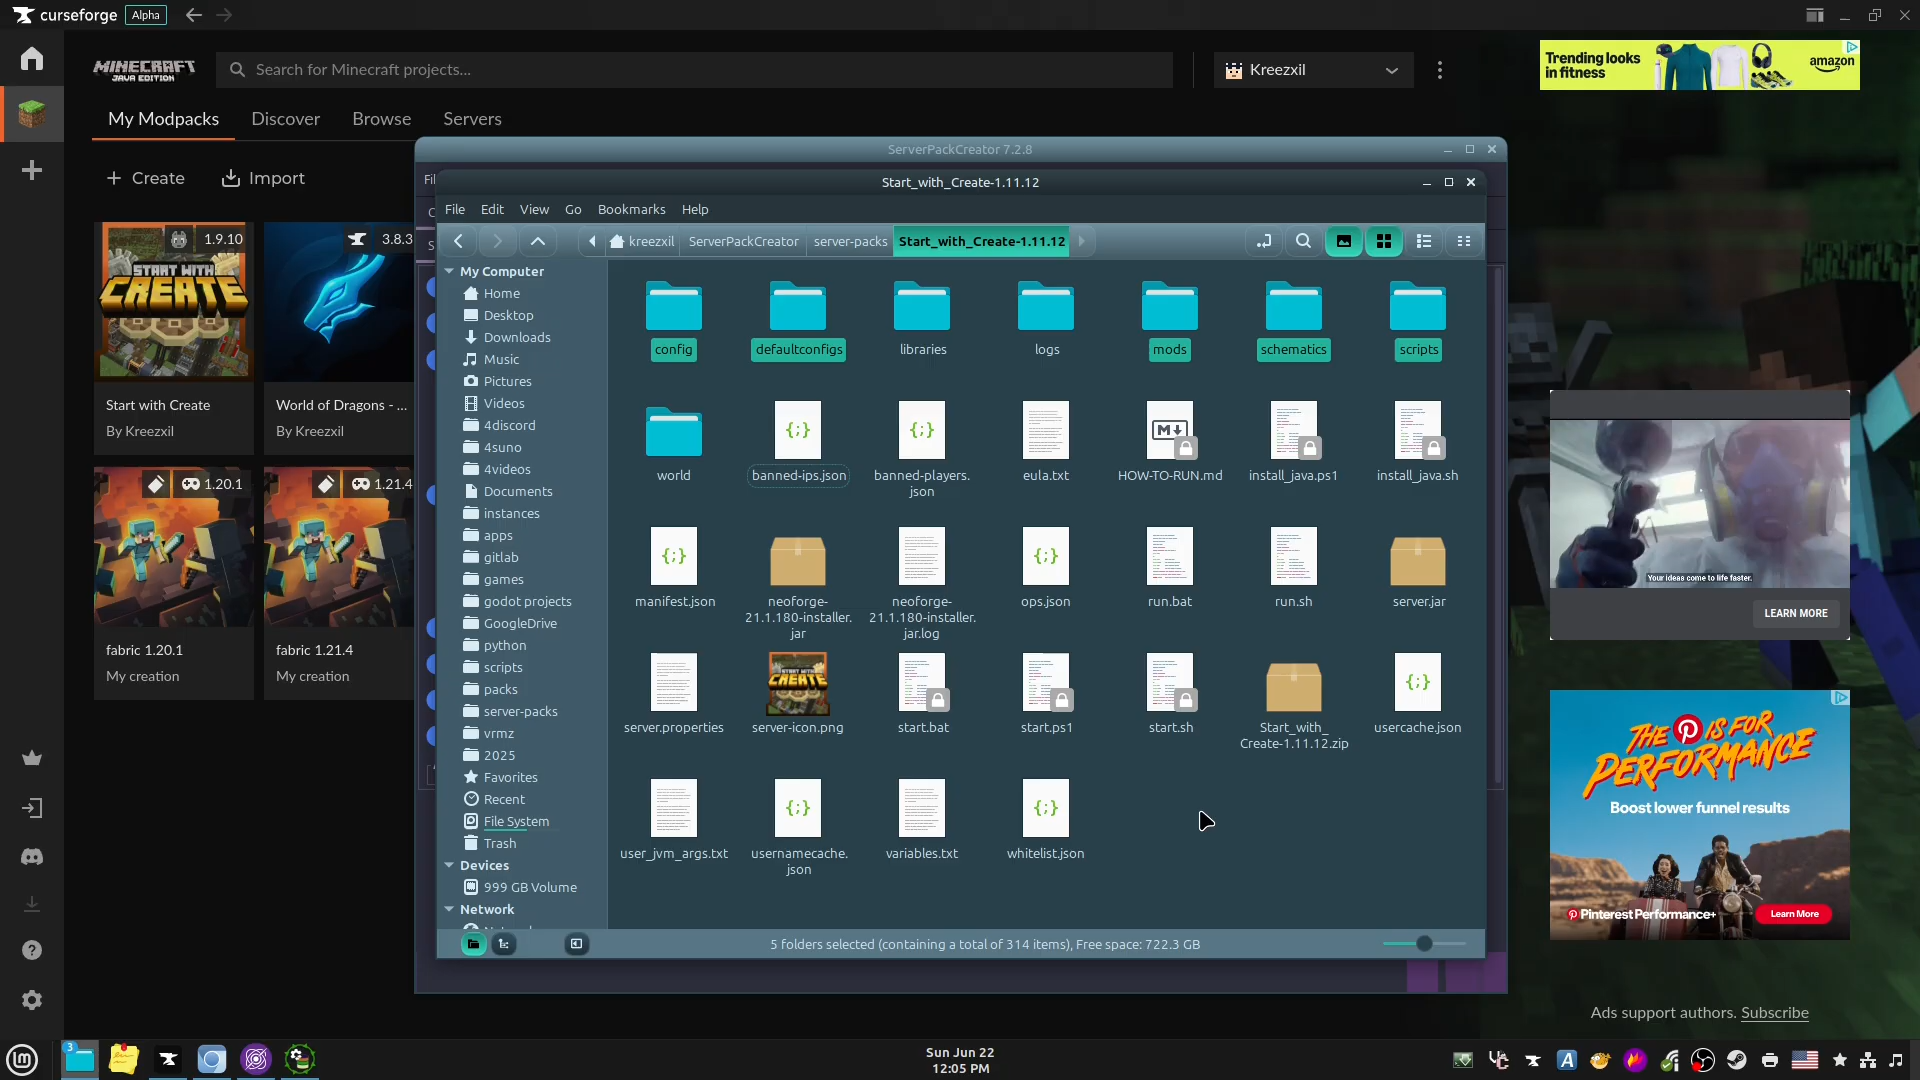 curseforge Alpha
MINECRAFT
JAVA EDITION
Search for Minecraft projects...
Kreezxil
Trending looks
in fitness
amazon
My Modpacks Discover Browse Servers
Create Import
1.9.10
START WITH
CREATE
Start with Create
By Kreezxil
3.8.3
World of Dragons - ...
By Kreezxil
1.20.1
fabric 1.20.1
My creation
1.21.4
fabric 1.21.4
My creation
ServerPackCreator 7.2.8
Start_with_Create-1.11.12
File Edit View Go Bookmarks Help
kreezxil ServerPackCreator server-packs Start_with_Create-1.11.12
My Computer
Home
Desktop
Downloads
Music
Pictures
Videos
4discord
4suno
4videos
Documents
instances
apps
gitlab
games
godot projects
GoogleDrive
python
scripts
packs
server-packs
vrmz
2025
Favorites
Recent
File System
Trash
Devices
999 GB Volume
Network
config defaultconfigs libraries logs mods schematics scripts
world banned-ips.json banned-players.
json eula.txt HOW-TO-RUN.md install_java.ps1 install_java.sh
manifest.json neoforge-
21.1.180-installer.
jar neoforge-
21.1.180-installer.
jar.log ops.json run.bat run.sh server.jar
server.properties server-icon.png start.bat start.ps1 start.sh Start_with_
Create-1.11.12.zip usercache.json
user_jvm_args.txt usernamecache.
json variables.txt whitelist.json
5 folders selected (containing a total of 314 items), Free space: 722.3 GB
Your ideas come to life faster.
LEARN MORE
THE P IS FOR
PERFORMANCE
Boost lower funnel results
Pinterest Performance+
Learn More
Ads support authors. Subscribe
3
Sun Jun 22
12:05 PM